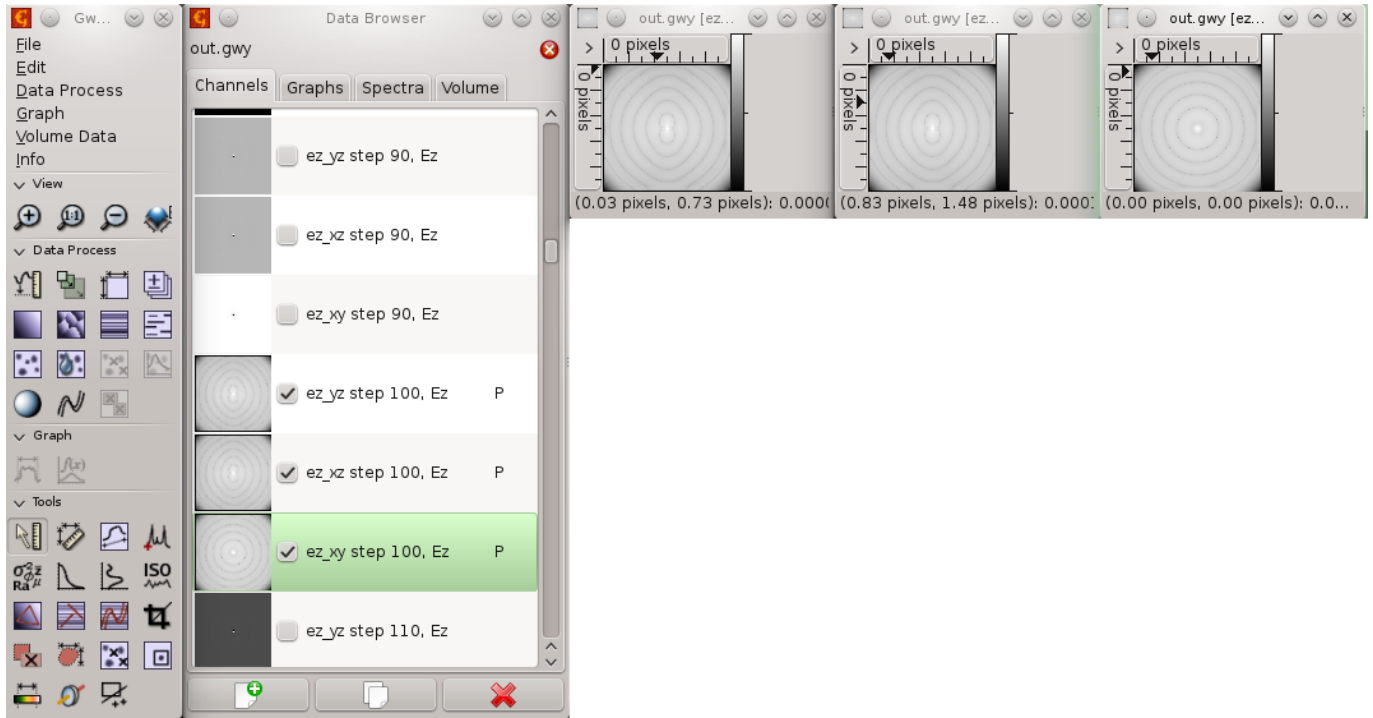 Gw...
File
Edit
Data Process
Graph
Volume Data
Info
View
1:1
Data Process
Graph
f(x)
Tools
ISO
Ra μ
Data Browser
out.gwy
Channels Graphs Spectra Volume
ez_yz step 90, Ez
ez_xz step 90, Ez
ez_xy step 90, Ez
ez_yz step 100, Ez P
ez_xz step 100, Ez P
ez_xy step 100, Ez P
ez_yz step 110, Ez
out.gwy [ez...
0 pixels
0 pixels
(0.03 pixels, 0.73 pixels): 0.000
out.gwy [ez...
0 pixels
0 pixels
(0.83 pixels, 1.48 pixels): 0.000
out.gwy [ez...
0 pixels
0 pixels
(0.00 pixels, 0.00 pixels): 0.0...